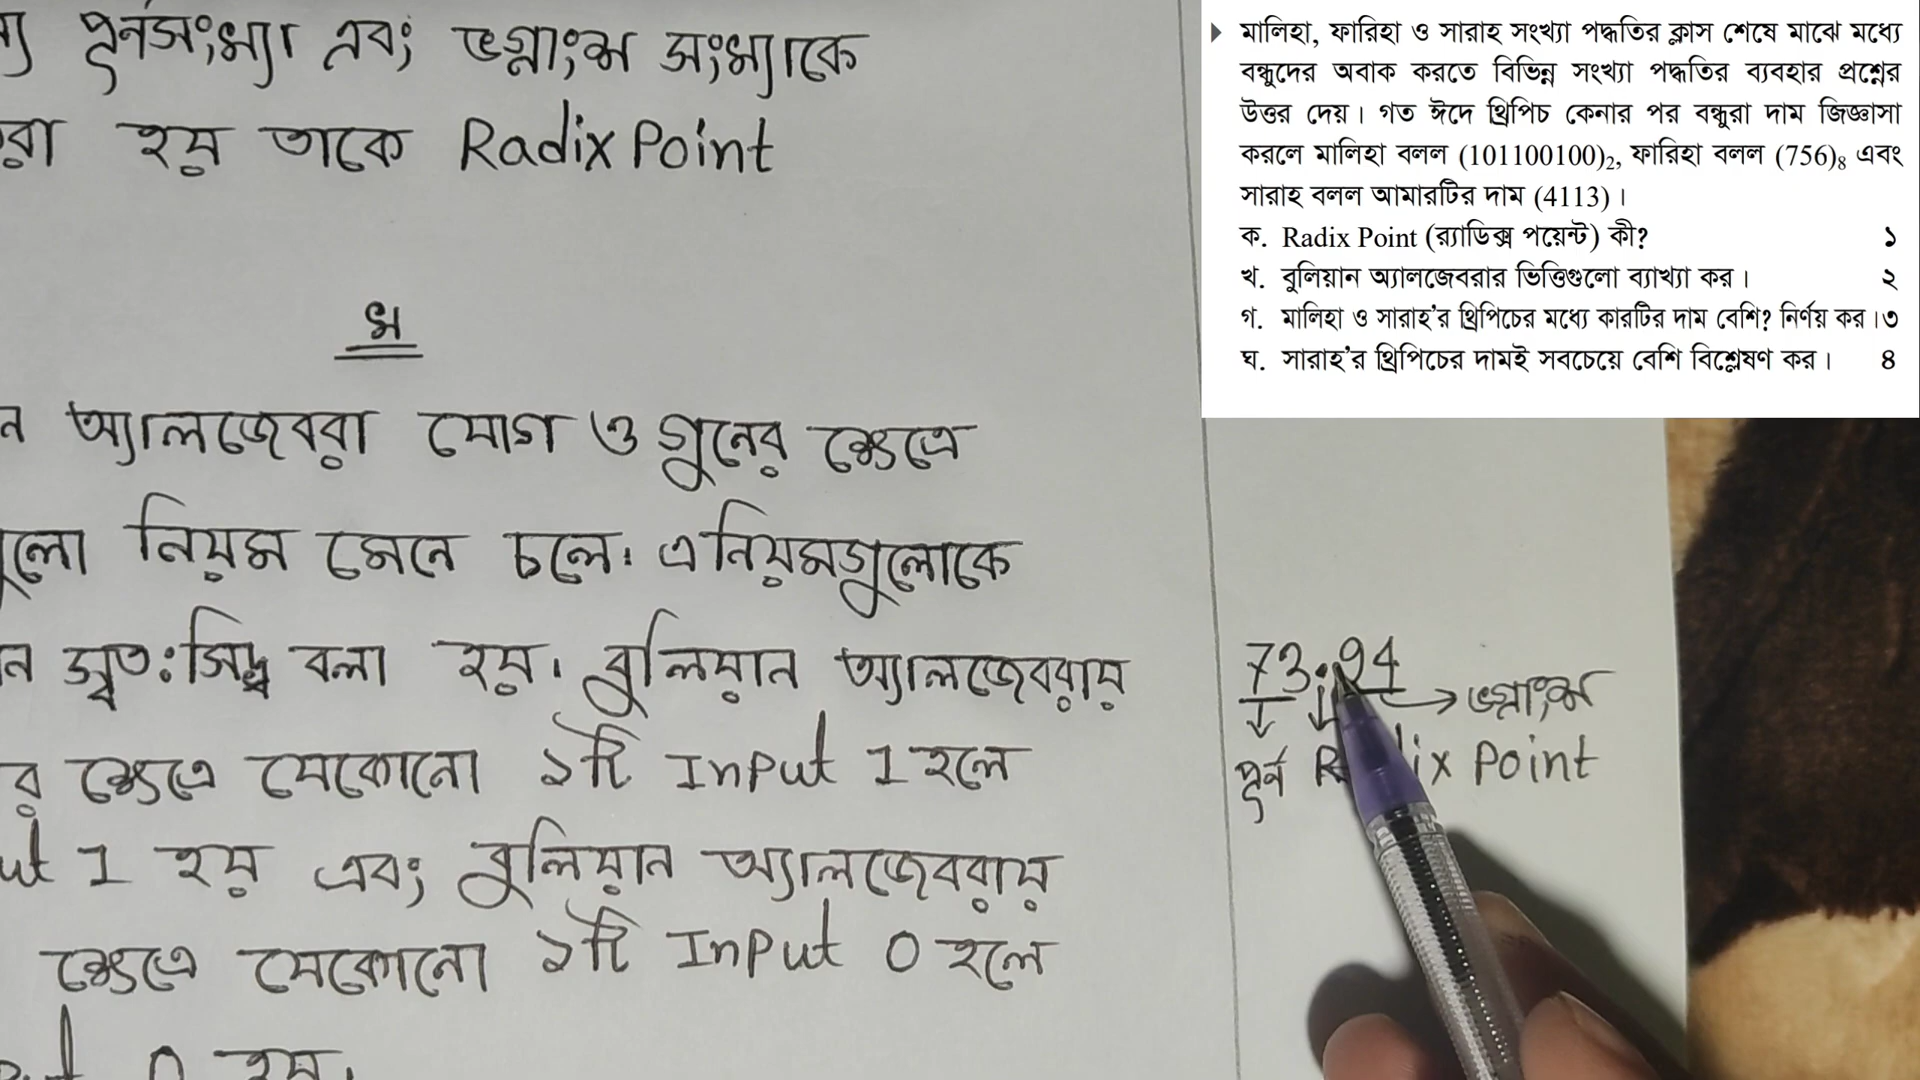 পূর্নসংখ্যা এবং ভগ্নাংশ সংখ্যাকে
হয় তাকে Radix Point
খ
অ্যালজেবরা যোগ ও গুনের ক্ষেত্রে
নিয়ম মেনে চলে। এ নিয়মগুলোকে
স্বত:সিদ্ধ বলা হয়। বুলিয়ান অ্যালজেবরায়
ক্ষেত্রে যেকোনো ১টি Input 1 হলে
1 হয় এবং বুলিয়ান অ্যালজেবরায়
ক্ষেত্রে যেকোনো ১টি Input 0 হলে
0 হয়।
মালিহা, ফারিহা ও সারাহ সংখ্যা পদ্ধতির ক্লাস শেষে মাঝে মধ্যে
বন্ধুদের অবাক করতে বিভিন্ন সংখ্যা পদ্ধতির ব্যবহার প্রশ্নের
উত্তর দেয়। গত ঈদে থ্রিপিচ কেনার পর বন্ধুরা দাম জিজ্ঞাসা
করলে মালিহা বলল (101100100)₂, ফারিহা বলল (756)₈ এবং
সারাহ বলল আমারটির দাম (4113)।
ক. Radix Point (র‍্যাডিক্স পয়েন্ট) কী? ১
খ. বুলিয়ান অ্যালজেবরার ভিত্তিগুলো ব্যাখ্যা কর। ২
গ. মালিহা ও সারাহ’র থ্রিপিচের মধ্যে কারটির দাম বেশি? নির্ণয় কর। ৩
ঘ. সারাহ’র থ্রিপিচের দামই সবচেয়ে বেশি বিশ্লেষণ কর। ৪
73.94
→ ভগ্নাংশ
পূর্ন Radix Point